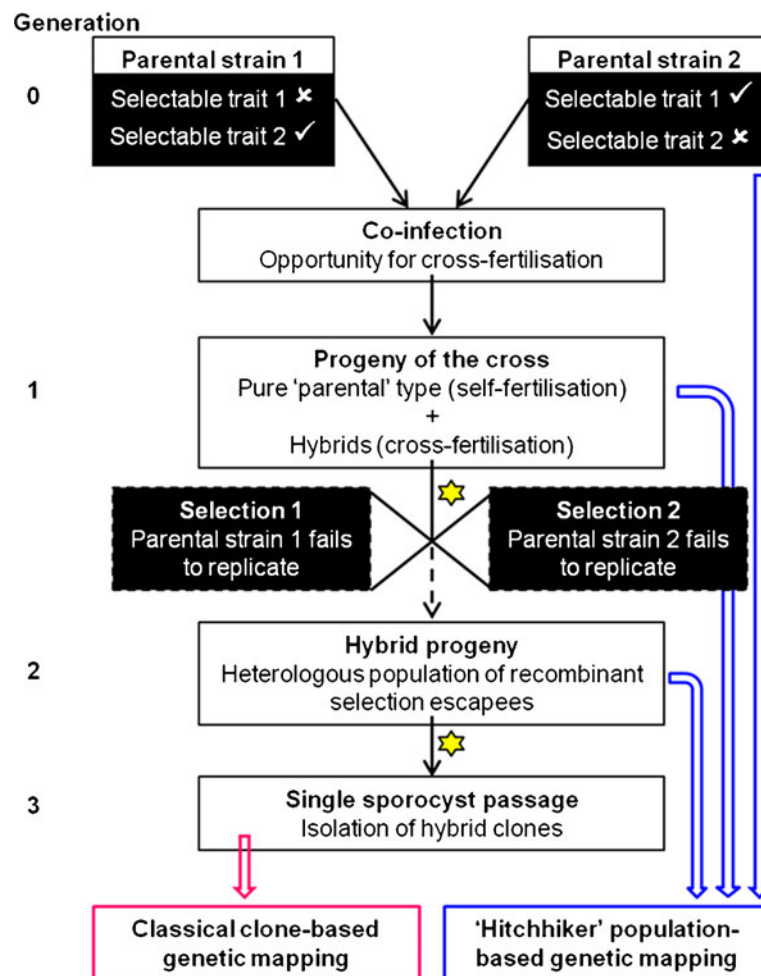 Generation
Parental strain 1
Selectable trait 1 ✘
Selectable trait 2 ✓
Parental strain 2
Selectable trait 1 ✓
Selectable trait 2 ✘
0
Co-infection
Opportunity for cross-fertilisation
1
Progeny of the cross
Pure ‘parental’ type (self-fertilisation)
+
Hybrids (cross-fertilisation)
Selection 1
Parental strain 1 fails
to replicate
Selection 2
Parental strain 2 fails
to replicate
2
Hybrid progeny
Heterologous population of recombinant
selection escapees
3
Single sporocyst passage
Isolation of hybrid clones
Classical clone-based
genetic mapping
‘Hitchhiker’ population-
based genetic mapping